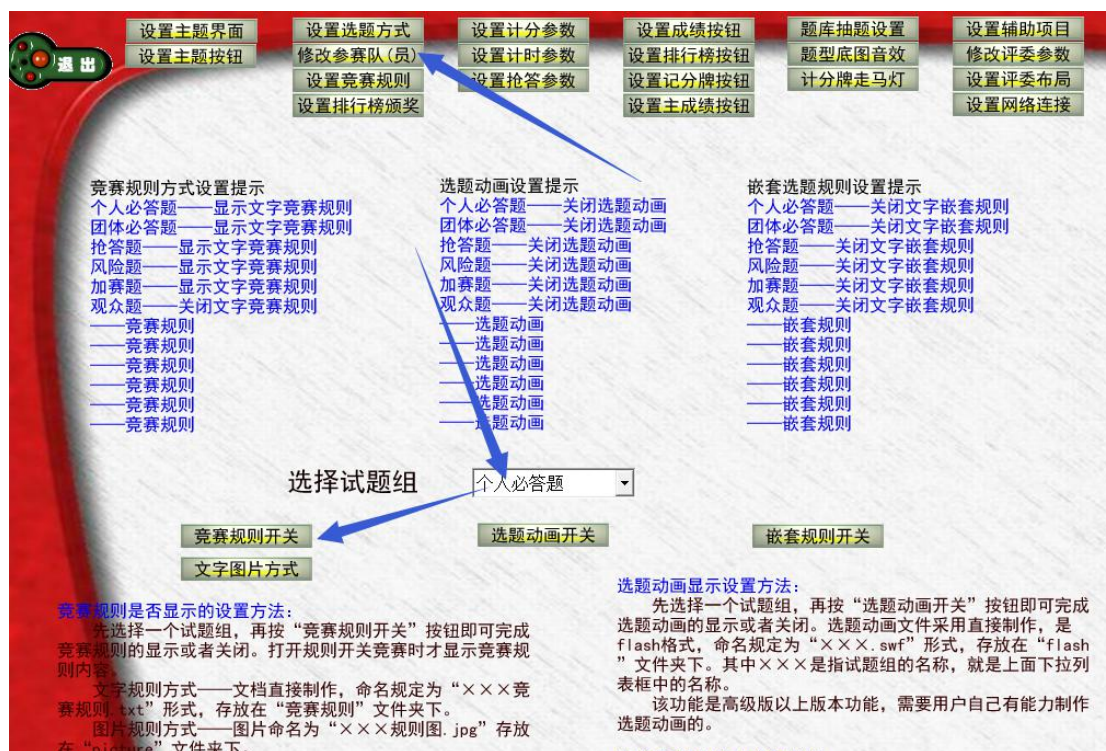 设置主题界面
设置选题方式
设置计分参数
设置成绩按钮
题库抽题设置
设置辅助项目
退出
设置主题按钮
修改参赛队(员)
设置计时参数
设置排行榜按钮
题型底图音效
修改评委参数
设置竞赛规则
设置抢答参数
设置记分牌按钮
计分牌走马灯
设置评委布局
设置排行榜颁奖
设置主成绩按钮
设置网络连接
竞赛规则方式设置提示
个人必答题——显示文字竞赛规则
团体必答题——显示文字竞赛规则
抢答题——显示文字竞赛规则
风险题——显示文字竞赛规则
加赛题——显示文字竞赛规则
观众题——关闭文字竞赛规则
——竞赛规则
——竞赛规则
——竞赛规则
——竞赛规则
——竞赛规则
——竞赛规则
选题动画设置提示
个人必答题——关闭选题动画
团体必答题——关闭选题动画
抢答题——关闭选题动画
风险题——关闭选题动画
加赛题——关闭选题动画
观众题——关闭选题动画
——选题动画
——选题动画
——选题动画
——选题动画
——选题动画
——选题动画
嵌套选题规则设置提示
个人必答题——关闭文字嵌套规则
团体必答题——关闭文字嵌套规则
抢答题——关闭文字嵌套规则
风险题——关闭文字嵌套规则
加赛题——关闭文字嵌套规则
观众题——关闭文字嵌套规则
——嵌套规则
——嵌套规则
——嵌套规则
——嵌套规则
——嵌套规则
——嵌套规则
选择试题组
个人必答题
竞赛规则开关
选题动画开关
嵌套规则开关
文字图片方式
竞赛规则是否显示的设置方法：
先选择一个试题组，再按“竞赛规则开关”按钮即可完成
竞赛规则的显示或者关闭。打开规则开关竞赛时才显示竞赛规
则内容。
文字规则方式——文档直接制作，命名规定为“×××竞
赛规则.txt”形式，存放在“竞赛规则”文件夹下。
图片规则方式——图片命名为“×××规则图.jpg”存放
在“picture”文件夹下。
选题动画显示设置方法：
先选择一个试题组，再按“选题动画开关”按钮即可完成
选题动画的显示或者关闭。选题动画文件采用直接制作，是
flash格式，命名规定为“×××.swf”形式，存放在“flash
”文件夹下。其中×××是指试题组的名称，就是上面下拉列
表框中的名称。
该功能是高级版以上版本功能，需要用户自己有能力制作
选题动画的。